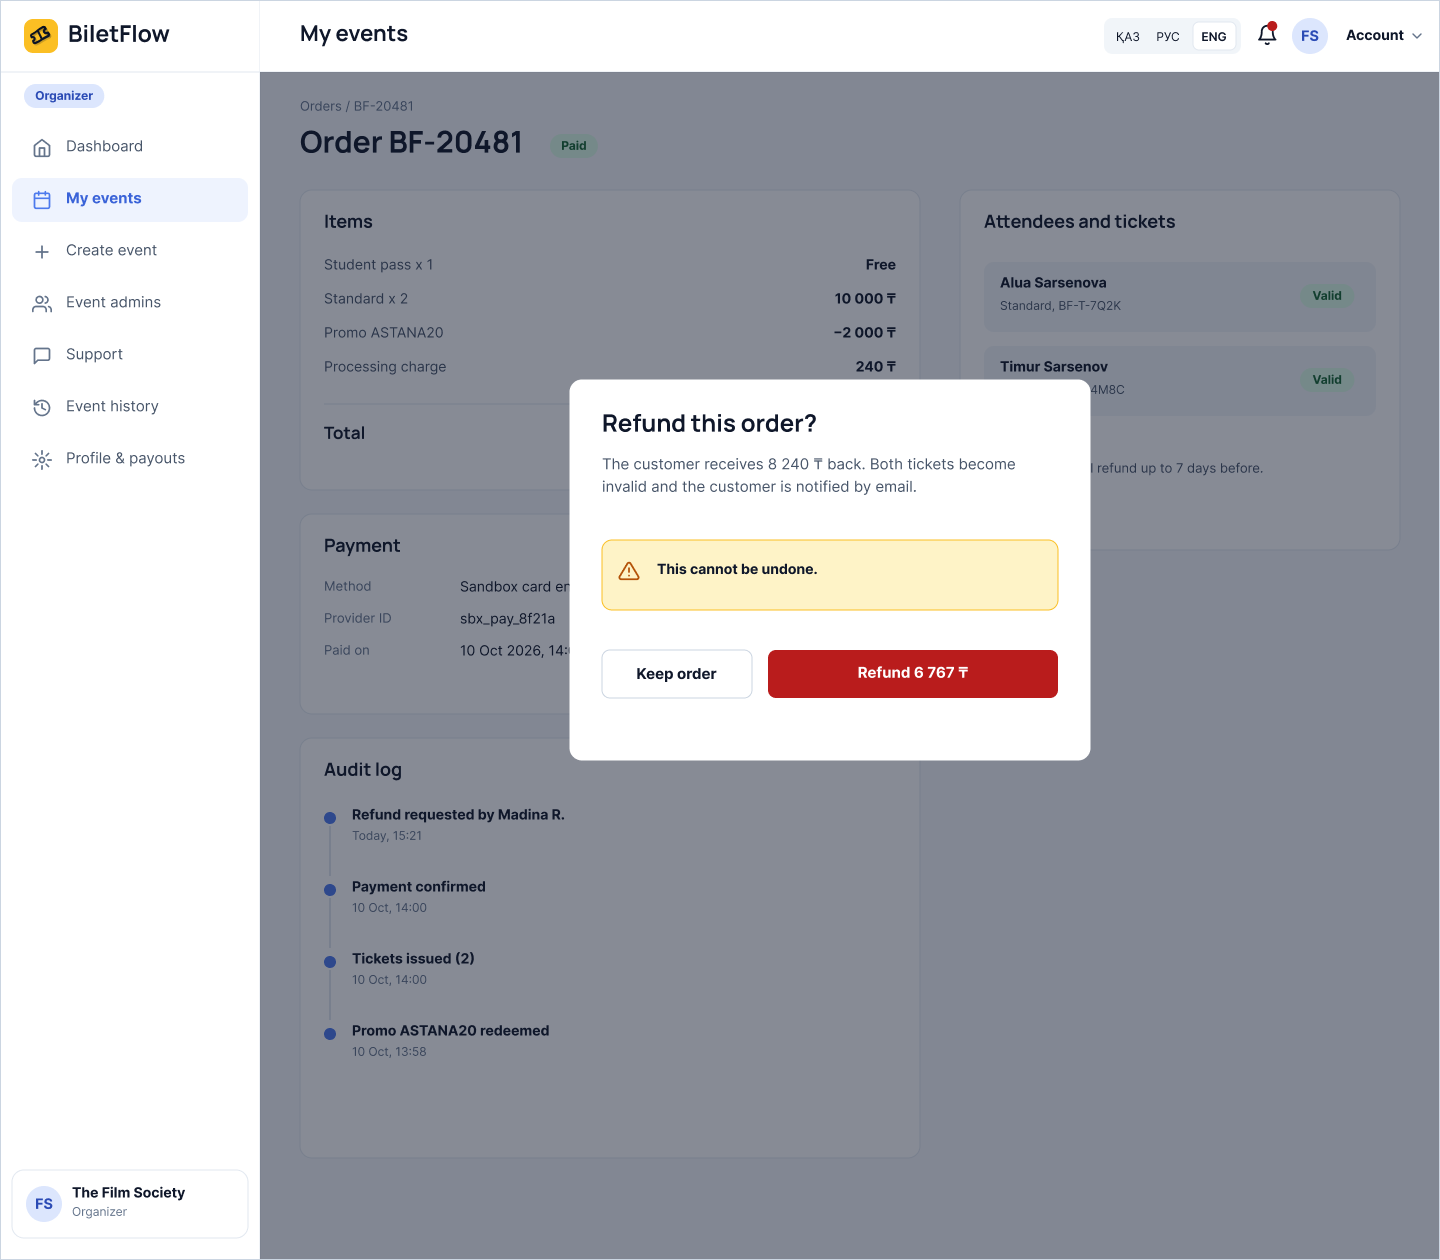 BiletFlow
My events
ҚАЗ РУС ENG
FS Account
Organizer
Dashboard
My events
Create event
Event admins
Support
Event history
Profile & payouts
FS The Film Society
Organizer
Orders / BF-20481
Order BF-20481 Paid
Items
Student pass x 1 Free
Standard x 2 10 000 ₸
Promo ASTANA20 −2 000 ₸
Processing charge 240 ₸
Total
Attendees and tickets
Alua Sarsenova
Standard, BF-T-7Q2K
Valid
Timur Sarsenov
4M8C
Valid
refund up to 7 days before.
Payment
Method Sandbox card
Provider ID sbx_pay_8f21a
Paid on 10 Oct 2026, 14:
Refund this order?
The customer receives 8 240 ₸ back. Both tickets become
invalid and the customer is notified by email.
This cannot be undone.
Keep order
Refund 6 767 ₸
Audit log
Refund requested by Madina R.
Today, 15:21
Payment confirmed
10 Oct, 14:00
Tickets issued (2)
10 Oct, 14:00
Promo ASTANA20 redeemed
10 Oct, 13:58